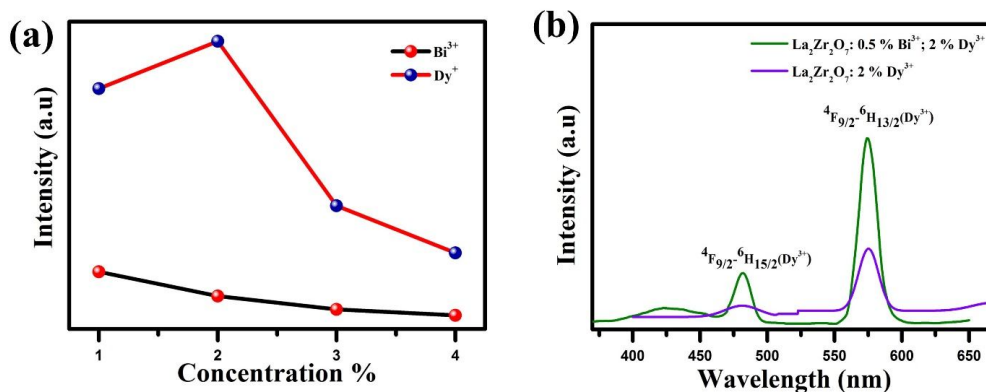 (a)
Intensity (a.u)
Bi³⁺
Dy⁺
1 2 3 4
Concentration %
(b)
Intensity (a.u)
La₂Zr₂O₇: 0.5 % Bi³⁺; 2 % Dy³⁺
La₂Zr₂O₇: 2 % Dy³⁺
⁴F₉/₂-⁶H₁₃/₂(Dy³⁺)
⁴F₉/₂-⁶H₁₅/₂(Dy³⁺)
400 450 500 550 600 650
Wavelength (nm)